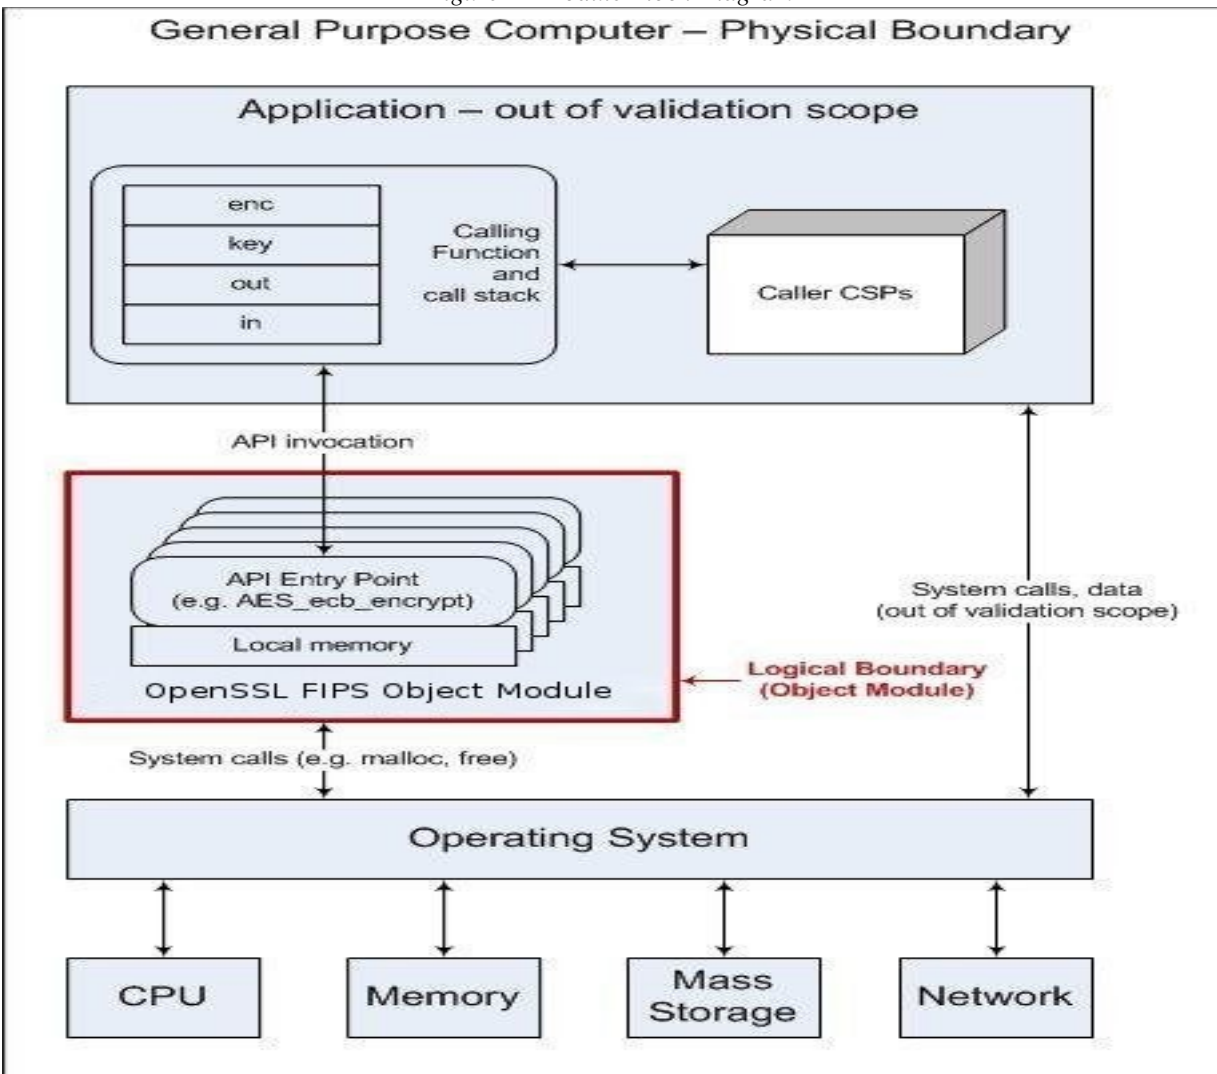 General Purpose Computer – Physical Boundary
Application – out of validation scope
enc
key
out
in
Calling
Function
and
call stack
Caller CSPs
API invocation
API Entry Point
(e.g. AES_ecb_encrypt)
Local memory
OpenSSL FIPS Object Module
Logical Boundary
(Object Module)
System calls, data
(out of validation scope)
System calls (e.g. malloc, free)
Operating System
CPU
Memory
Mass
Storage
Network